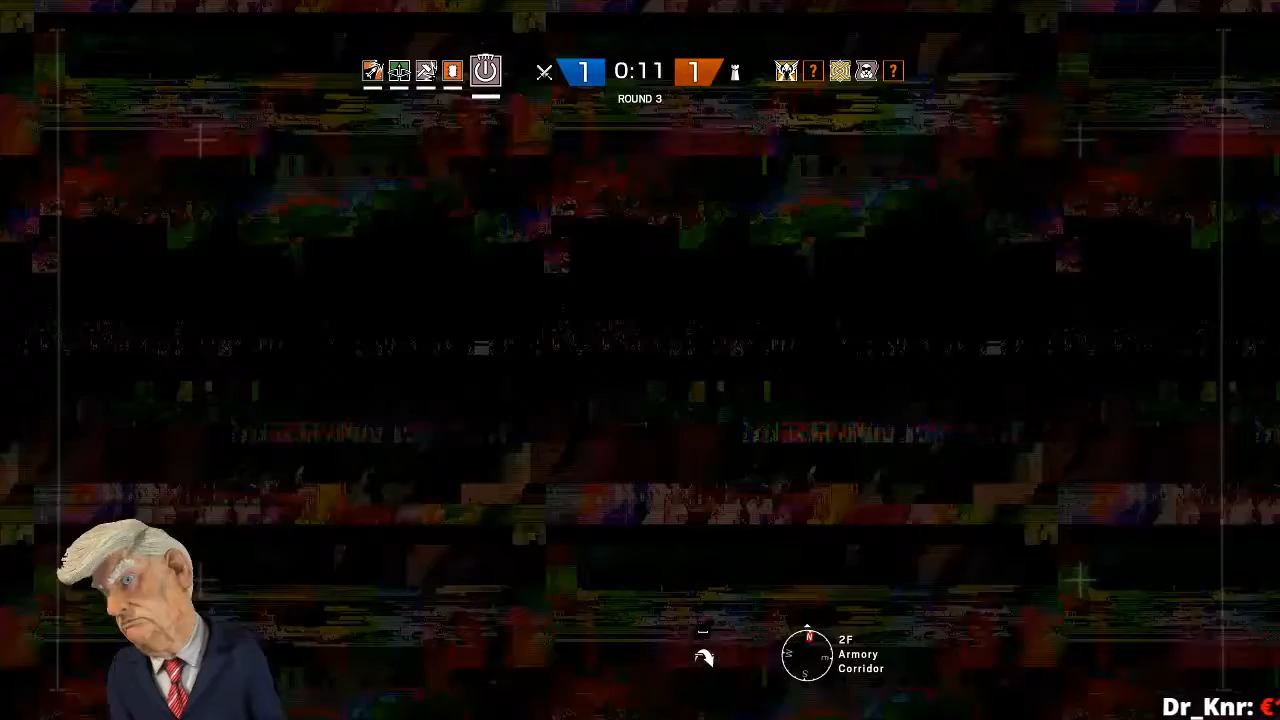 1 0:11 1 ? ?
ROUND 3
N
W E
S
2F
Armory
Corridor
Dr_Knr: €